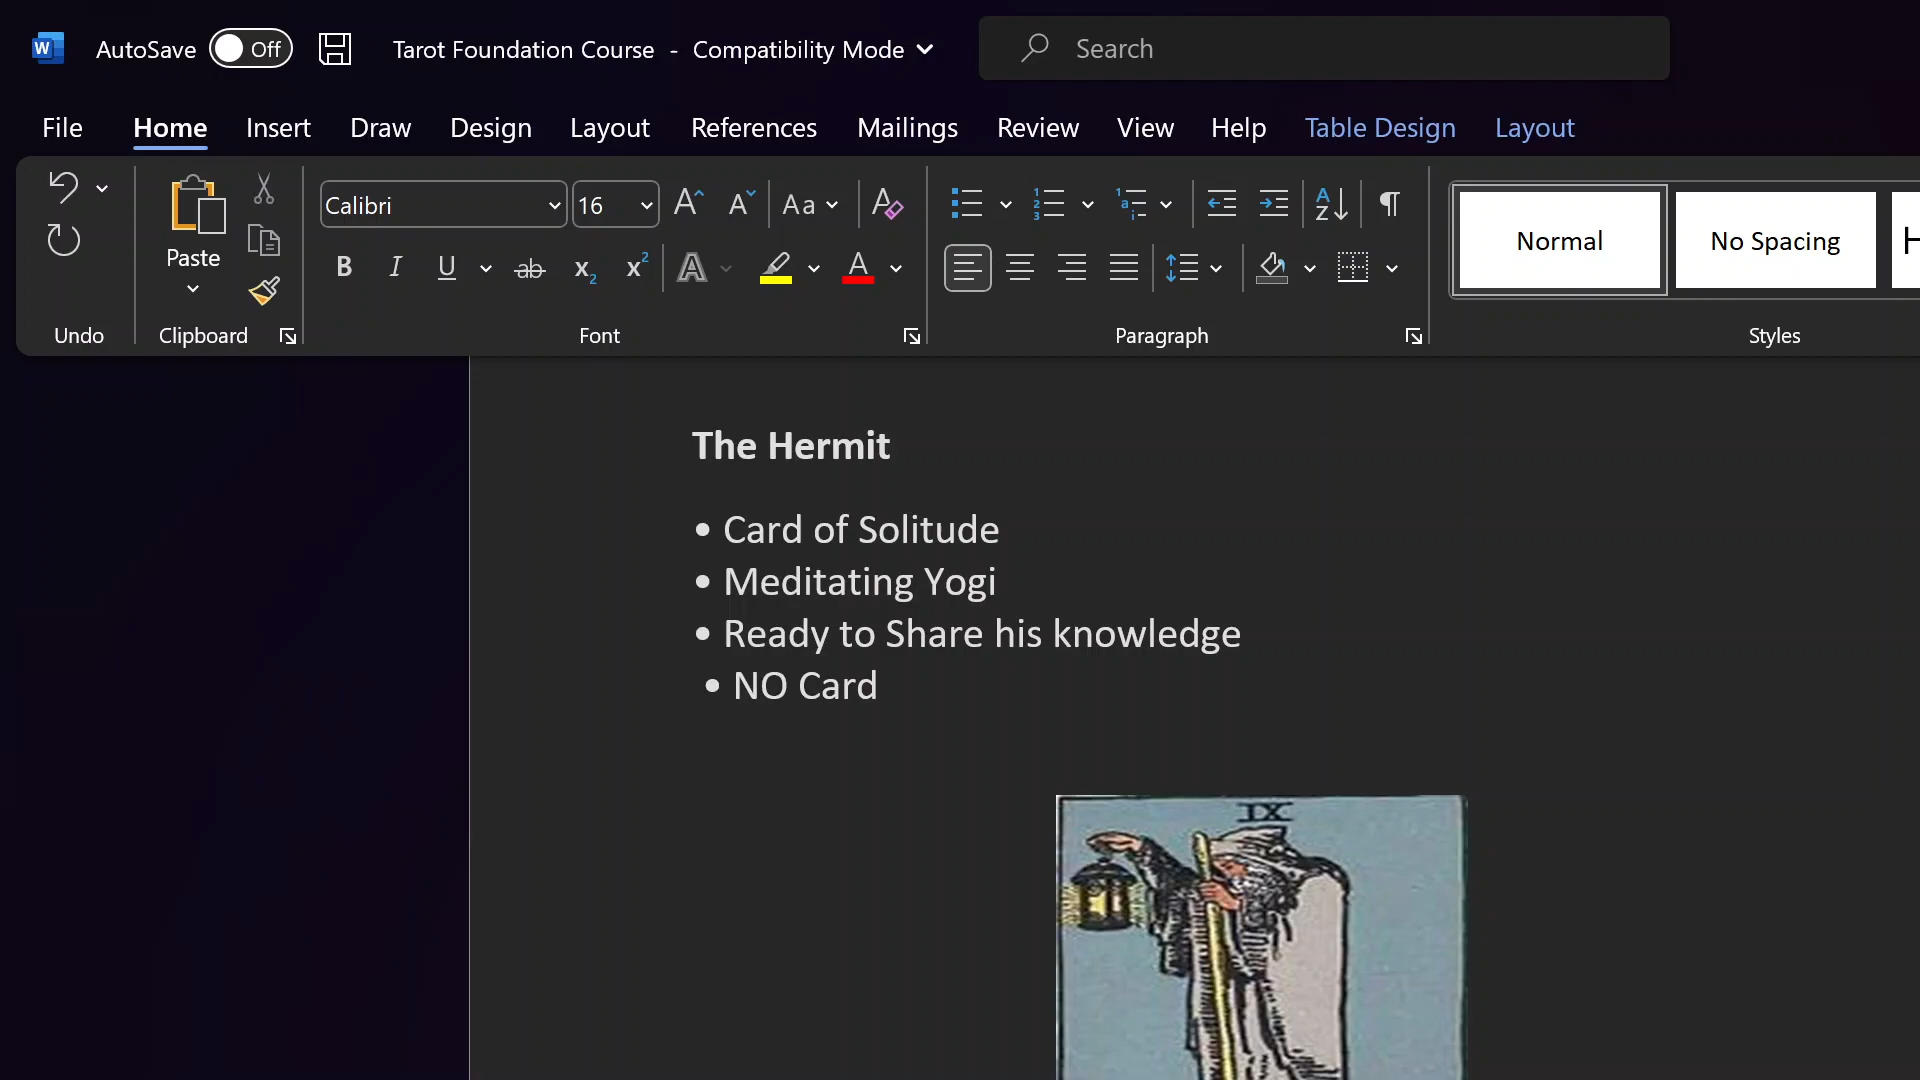 AutoSave Off Tarot Foundation Course - Compatibility Mode Search
File Home Insert Draw Design Layout References Mailings Review View Help Table Design Layout
Paste
Calibri 16
Normal No Spacing
Undo Clipboard Font Paragraph Styles
The Hermit
• Card of Solitude
• Meditating Yogi
• Ready to Share his knowledge
• NO Card
IX